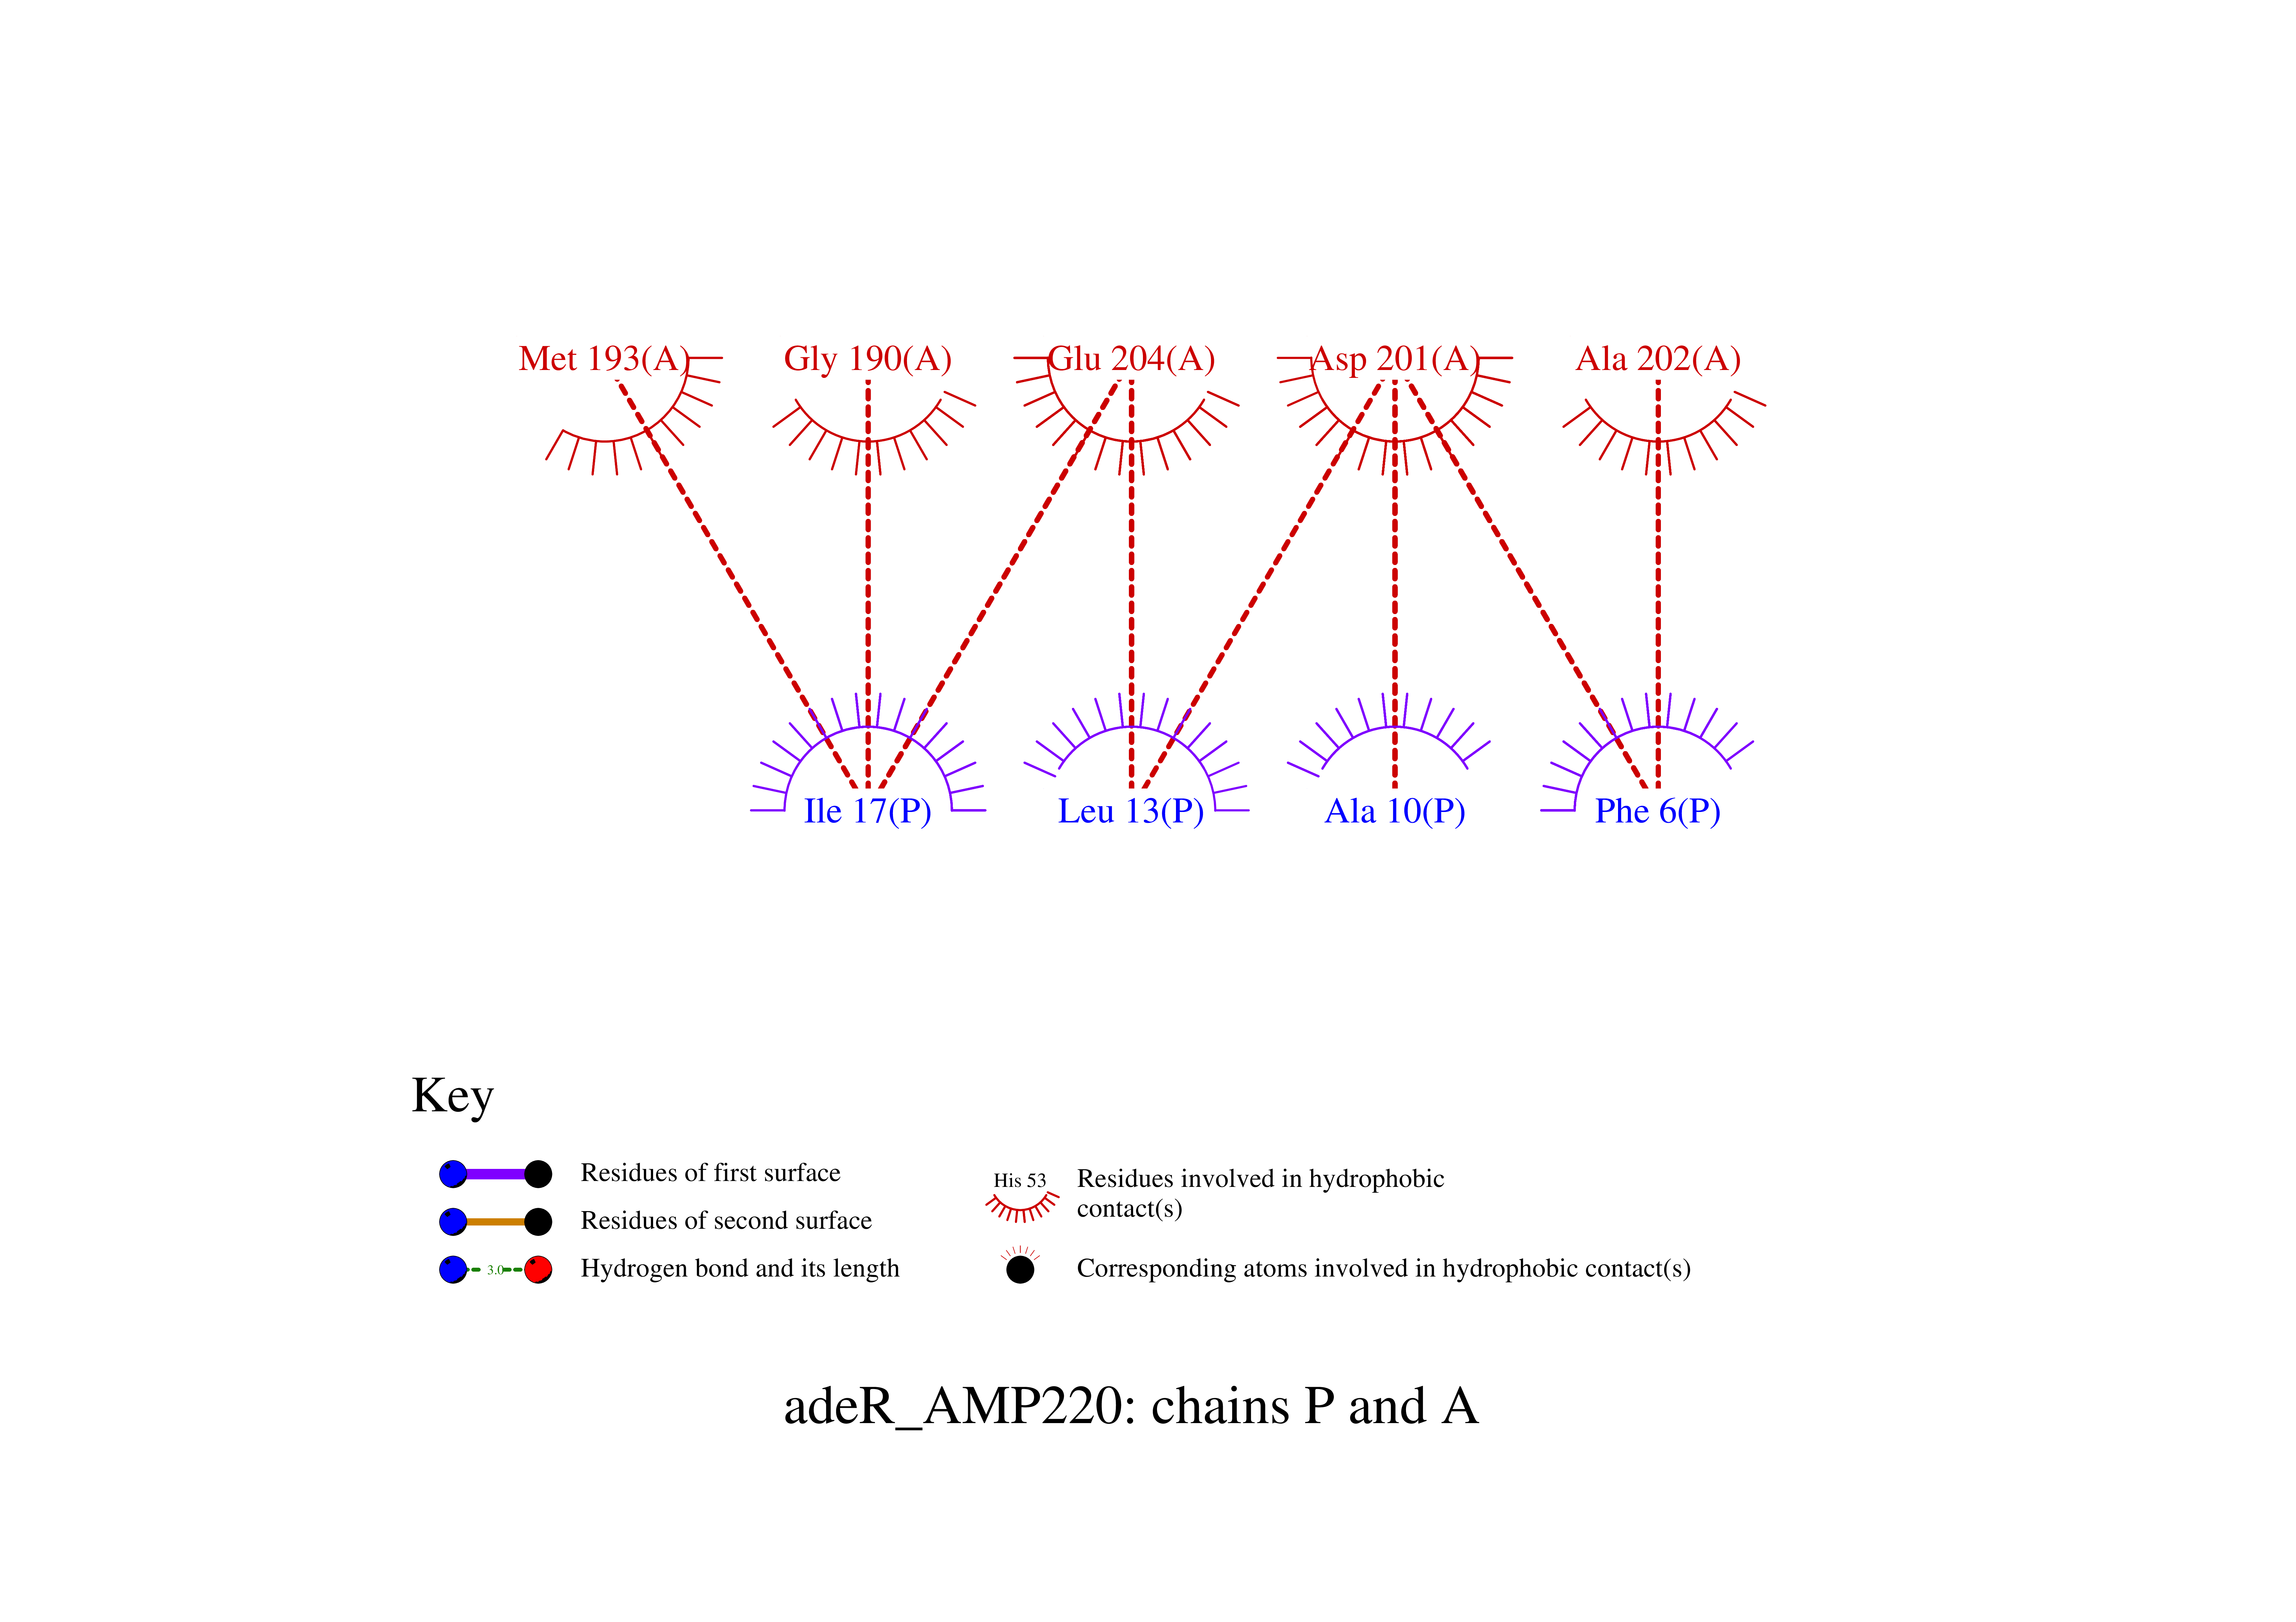 Met 193(A) Gly 190(A) Glu 204(A) Asp 201(A) Ala 202(A)
Ile 17(P) Leu 13(P) Ala 10(P) Phe 6(P)
Key
Residues of first surface
Residues of second surface
3.0 Hydrogen bond and its length
His 53 Residues involved in hydrophobic
contact(s)
Corresponding atoms involved in hydrophobic contact(s)
adeR_AMP220: chains P and A